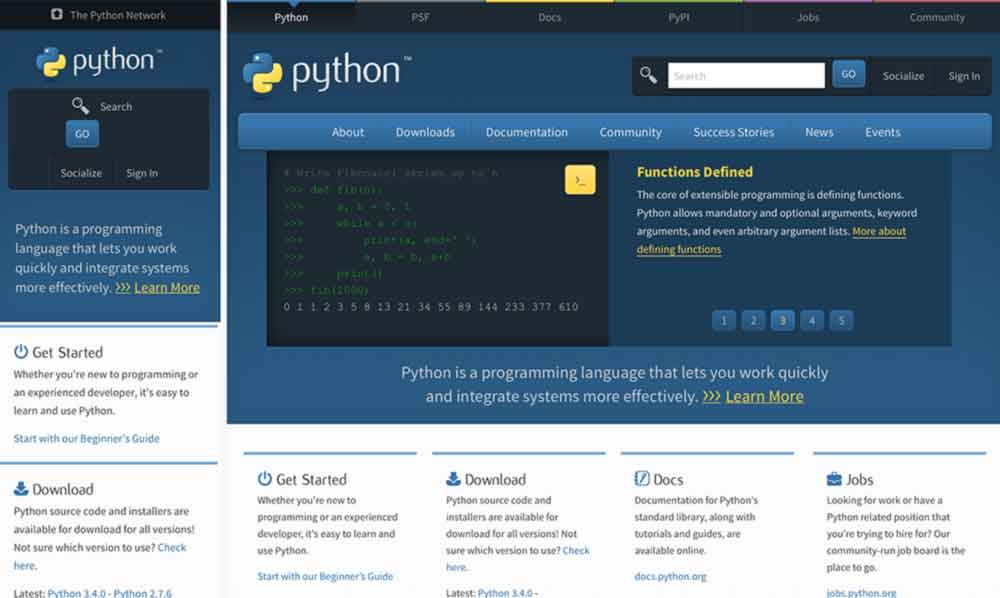 The Python Network
python™
Search
GO
Socialize
Sign In
Python is a programming
language that lets you work
quickly and integrate systems
more effectively. >>> Learn More
Get Started
Whether you're new to programming or
an experienced developer, it's easy to
learn and use Python.
Start with our Beginner's Guide
Download
Python source code and installers are
available for download for all versions!
Not sure which version to use? Check
here.
Latest: Python 3.4.0 - Python 2.7.6
Python
PSF
Docs
PyPI
Jobs
Community
python™
Search
GO
Socialize
Sign In
About
Downloads
Documentation
Community
Success Stories
News
Events
# Write Fibonacci series up to n
>>> def fib(n):
>>> a, b = 0, 1
>>> while a < n:
>>> print(a, end=' ')
>>> a, b = b, a+b
>>> print()
>>> fib(1000)
0 1 1 2 3 5 8 13 21 34 55 89 144 233 377 610
>_
Functions Defined
The core of extensible programming is defining functions.
Python allows mandatory and optional arguments, keyword
arguments, and even arbitrary argument lists. More about
defining functions
1 2 3 4 5
Python is a programming language that lets you work quickly
and integrate systems more effectively. >>> Learn More
Get Started
Whether you're new to
programming or an experienced
developer, it's easy to learn and
use Python.
Start with our Beginner's Guide
Download
Python source code and
installers are available for
download for all versions! Not
sure which version to use? Check
here.
Latest: Python 3.4.0 -
Docs
Documentation for Python's
standard library, along with
tutorials and guides, are
available online.
docs.python.org
Jobs
Looking for work or have a
Python related position that
you're trying to hire for? Our
community-run job board is the
place to go.
jobs.python.org